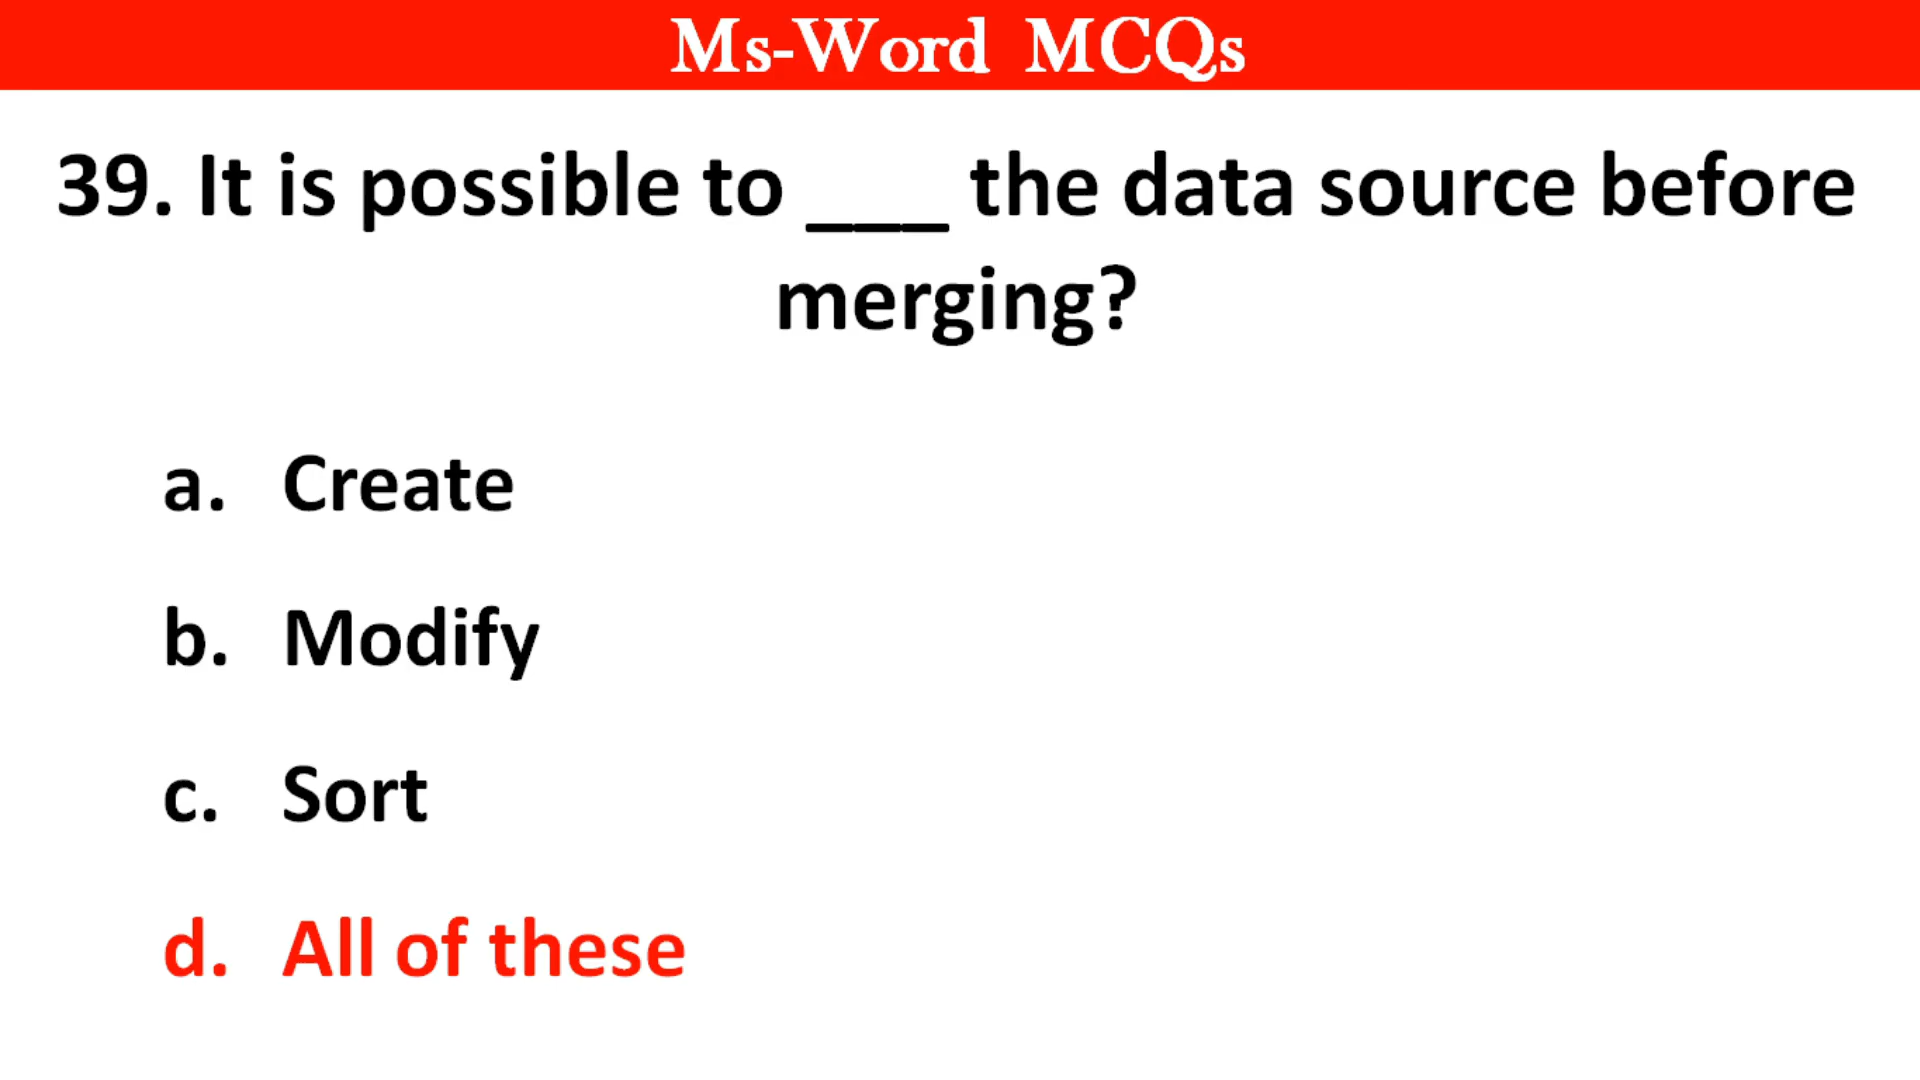 Ms-Word MCQs
39. It is possible to ___ the data source before
merging?
a. Create
b. Modify
c. Sort
d. All of these